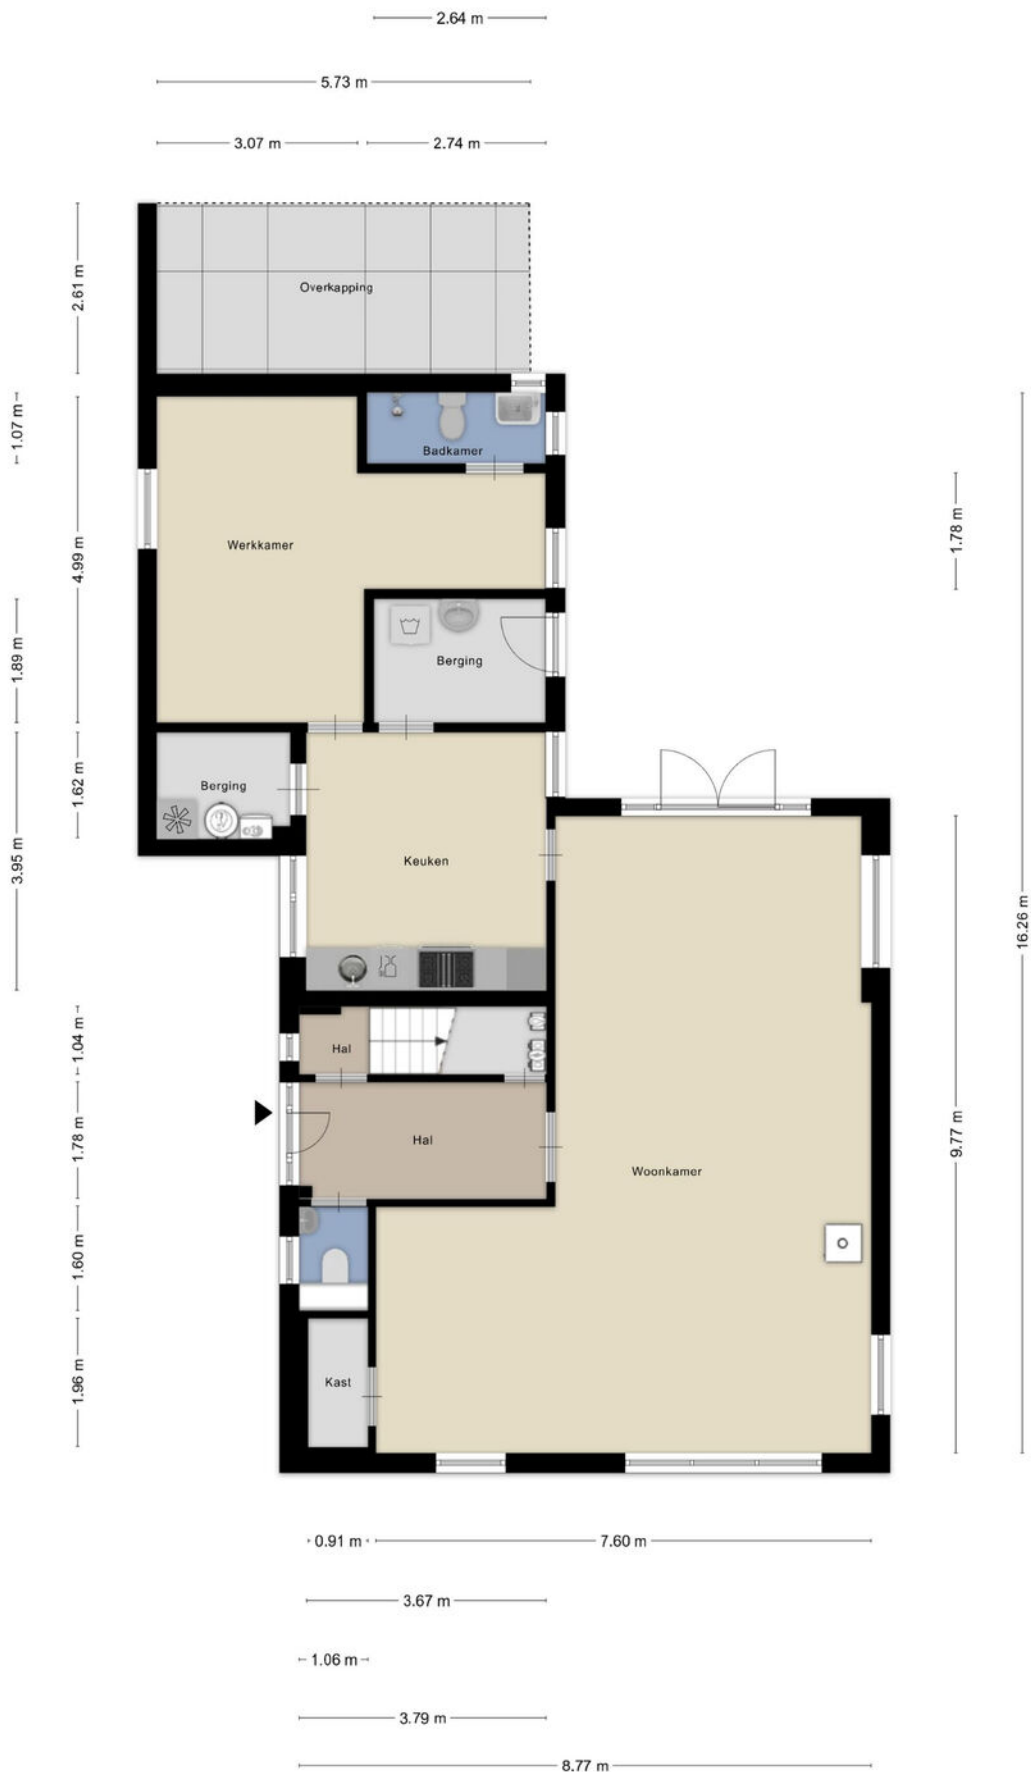 2.64 m
5.73 m
3.07 m
2.74 m
2.61 m
Overkapping
1.07 m
Badkamer
4.99 m
Werkkamer
1.78 m
1.89 m
Berging
1.62 m
Berging
3.95 m
Keuken
16.26 m
1.04 m
Hal
1.78 m
Hal
9.77 m
Woonkamer
1.60 m
1.96 m
Kast
0.91 m
7.60 m
3.67 m
1.06 m
3.79 m
8.77 m